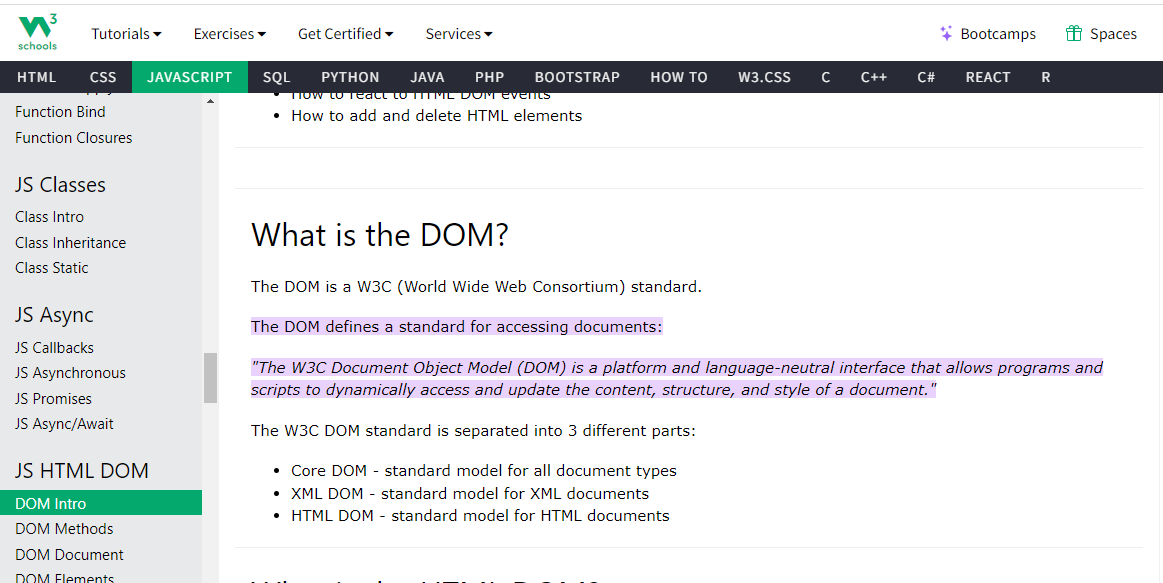 3
schools
Tutorials Exercises Get Certified Services Bootcamps Spaces
HTML CSS JAVASCRIPT SQL PYTHON JAVA PHP BOOTSTRAP HOW TO W3.CSS C C++ C# REACT R
Function Bind
Function Closures
JS Classes
Class Intro
Class Inheritance
Class Static
JS Async
JS Callbacks
JS Asynchronous
JS Promises
JS Async/Await
JS HTML DOM
DOM Intro
DOM Methods
DOM Document
DOM Elements
How to react to HTML DOM events
How to add and delete HTML elements
What is the DOM?
The DOM is a W3C (World Wide Web Consortium) standard.
The DOM defines a standard for accessing documents:
"The W3C Document Object Model (DOM) is a platform and language-neutral interface that allows programs and
scripts to dynamically access and update the content, structure, and style of a document."
The W3C DOM standard is separated into 3 different parts:
Core DOM - standard model for all document types
XML DOM - standard model for XML documents
HTML DOM - standard model for HTML documents